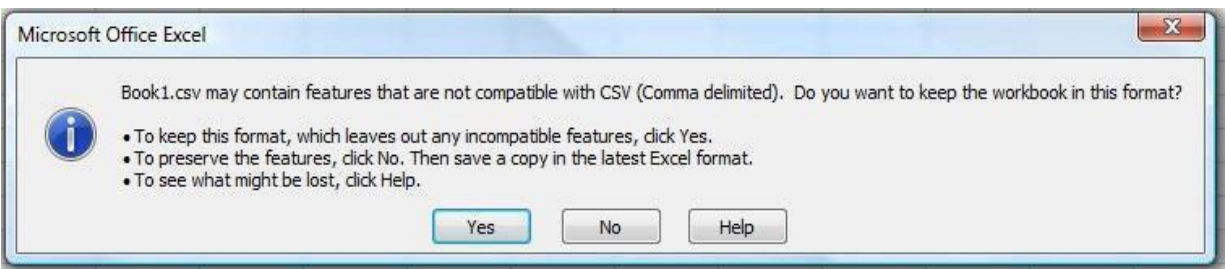 Microsoft Office Excel
X
Book1.csv may contain features that are not compatible with CSV (Comma delimited).  Do you want to keep the workbook in this format?
• To keep this format, which leaves out any incompatible features, click Yes.
• To preserve the features, click No. Then save a copy in the latest Excel format.
• To see what might be lost, click Help.
Yes No Help